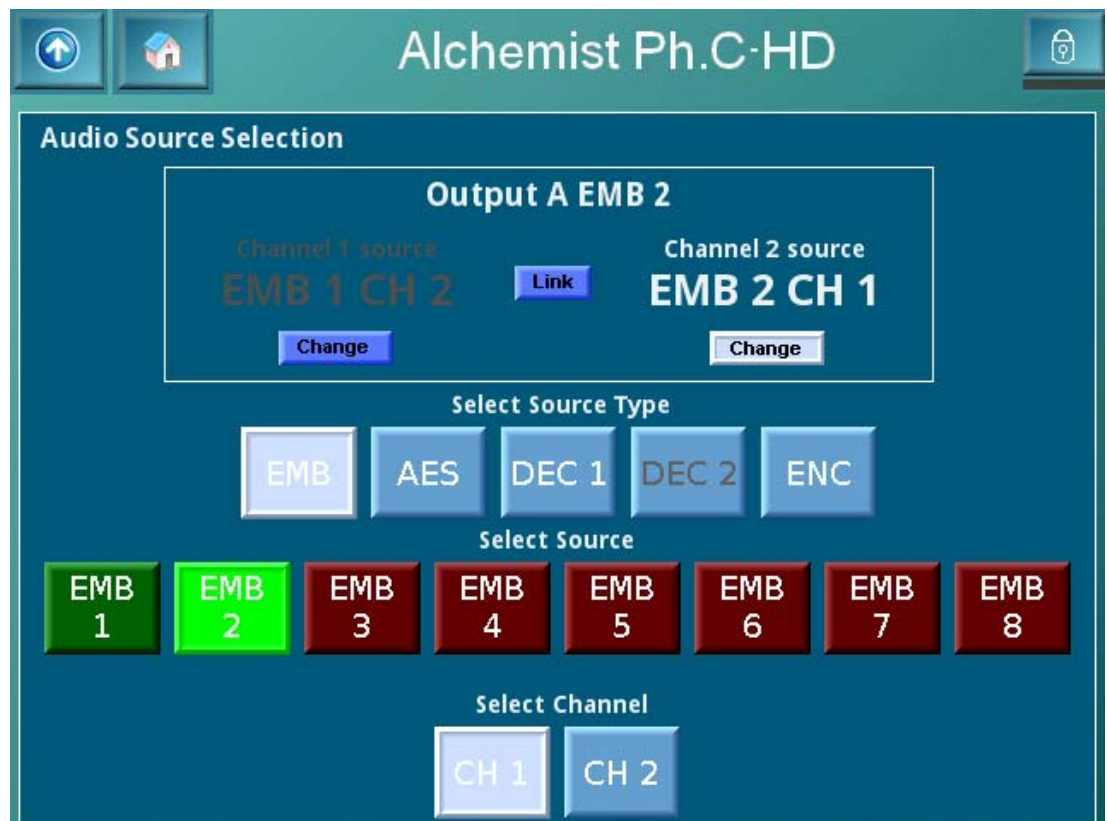 Alchemist Ph.C-HD
Audio Source Selection
Output A EMB 2
Channel 1 source
Channel 2 source
EMB 1 CH 2
Link
EMB 2 CH 1
Change
Change
Select Source Type
EMB
AES
DEC 1
DEC 2
ENC
Select Source
EMB
1
EMB
2
EMB
3
EMB
4
EMB
5
EMB
6
EMB
7
EMB
8
Select Channel
CH 1
CH 2